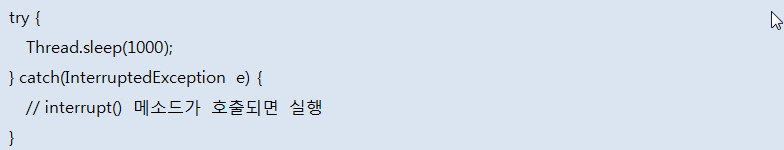 try {
Thread.sleep(1000);
} catch(InterruptedException e) {
// interrupt() 메소드가 호출되면 실행
}